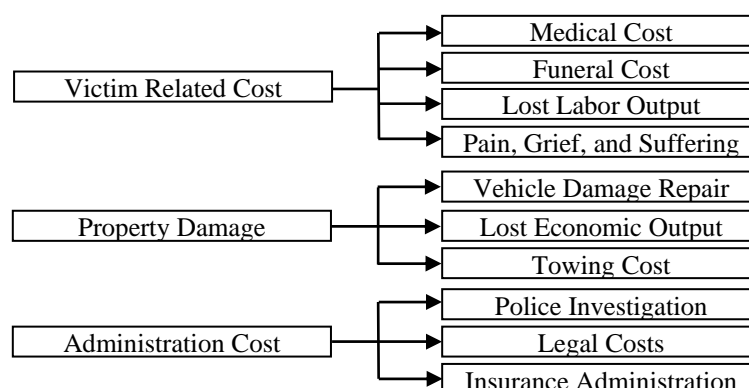 Victim Related Cost
Medical Cost
Funeral Cost
Lost Labor Output
Pain, Grief, and Suffering
Property Damage
Vehicle Damage Repair
Lost Economic Output
Towing Cost
Administration Cost
Police Investigation
Legal Costs
Insurance Administration